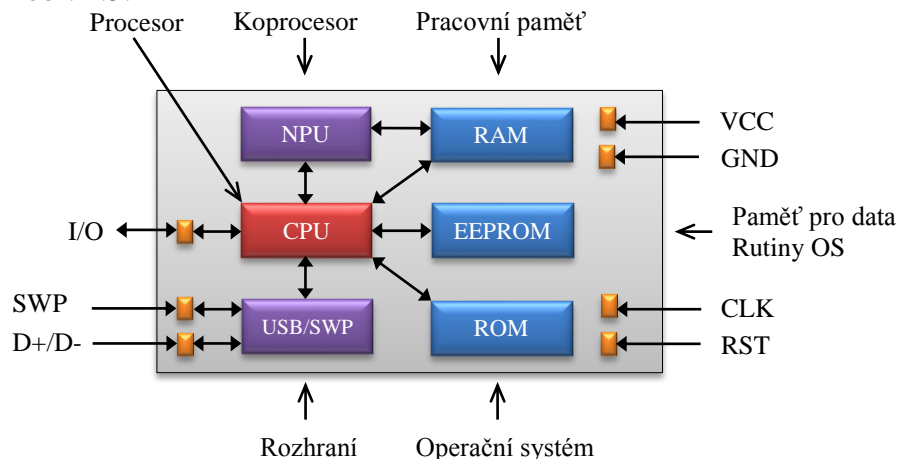 Procesor
Koprocesor
Pracovní paměť
NPU
RAM
VCC
GND
I/O
CPU
EEPROM
Paměť pro data
Rutiny OS
SWP
D+/D-
USB/SWP
ROM
CLK
RST
Rozhraní
Operační systém